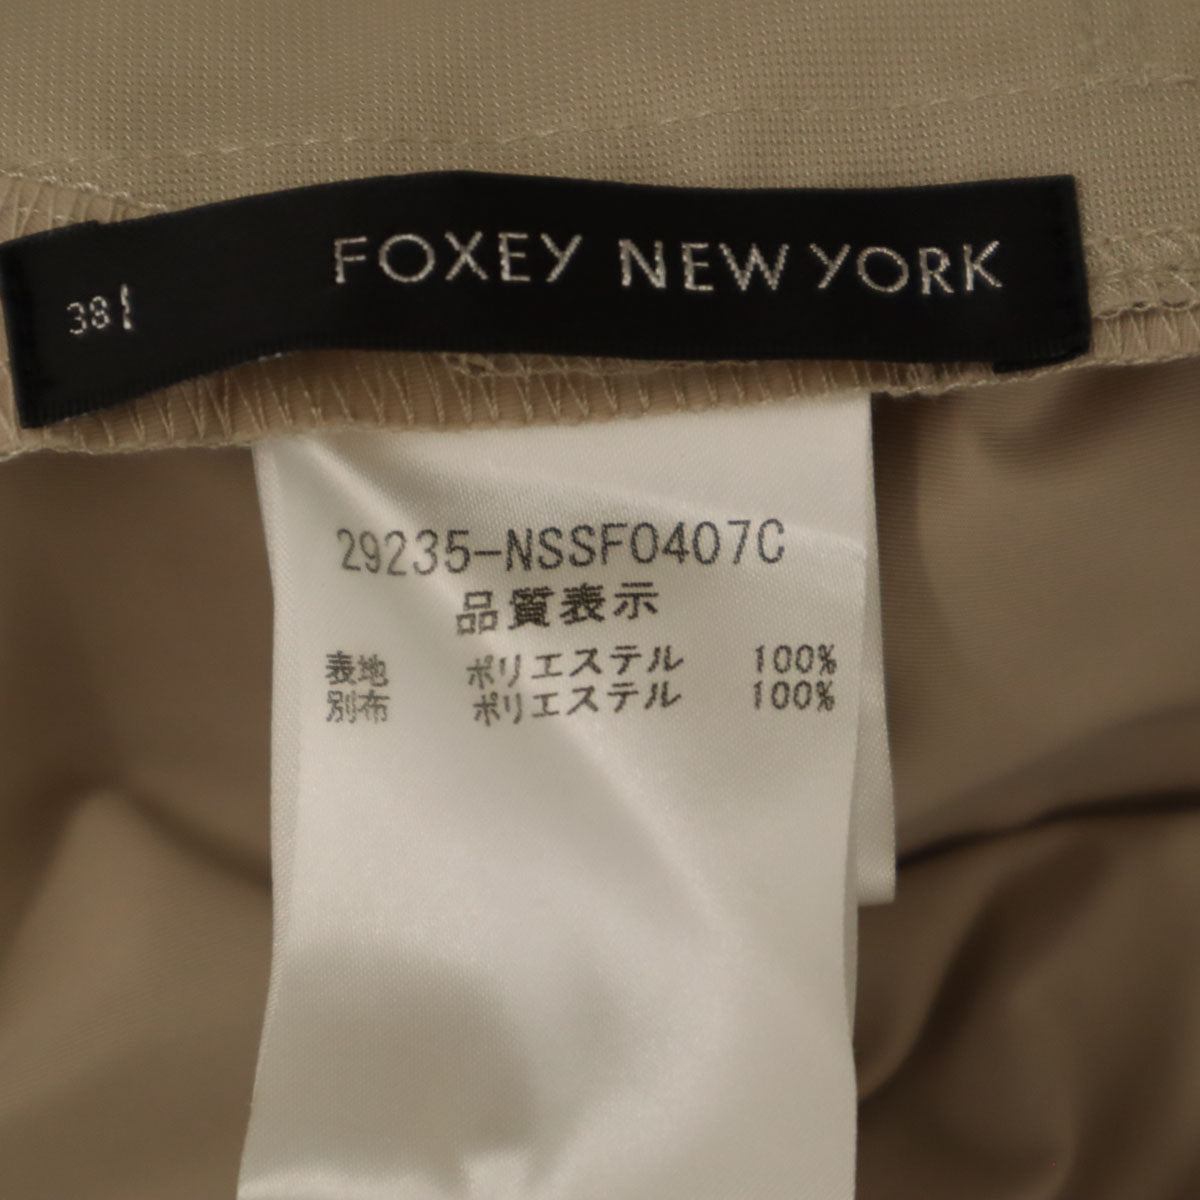 FOXEY NEW YORK
38
29235-NSSF0407C
品質表示
表地 ポリエステル 100%
別布 ポリエステル 100%